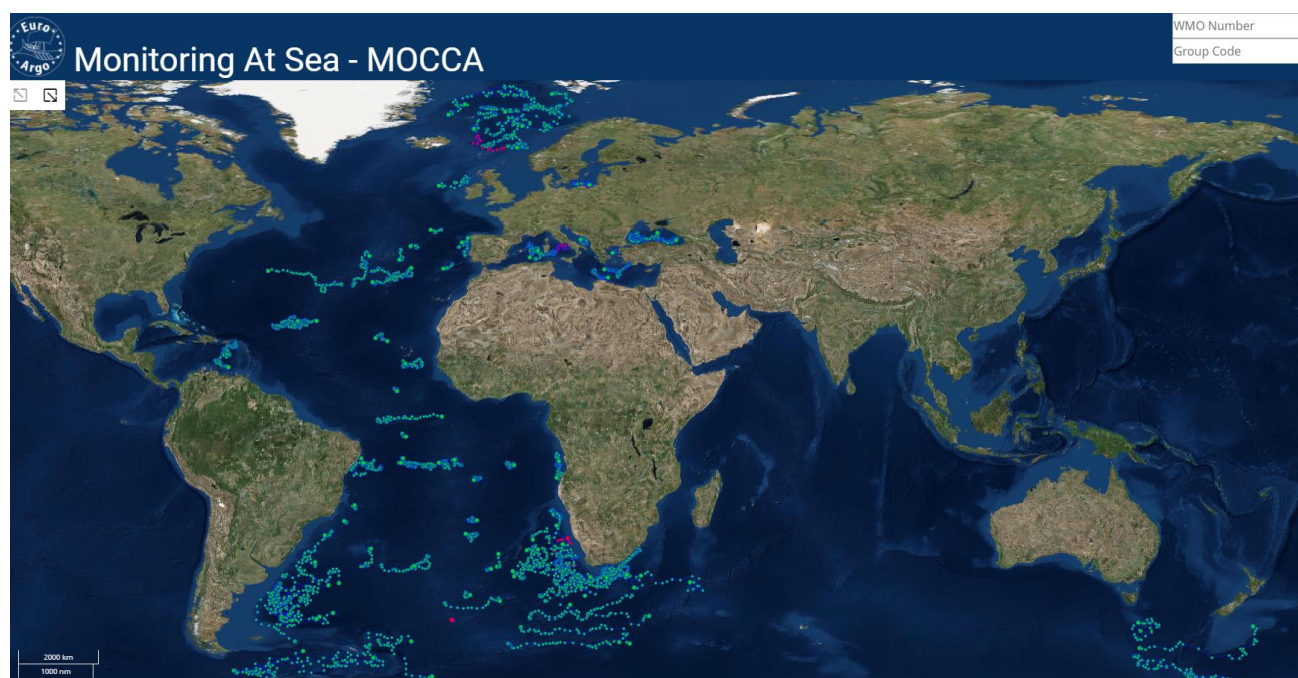 Euro
Argo
Monitoring At Sea - MOCCA
WMO Number
Group Code
2000 km
1000 nm